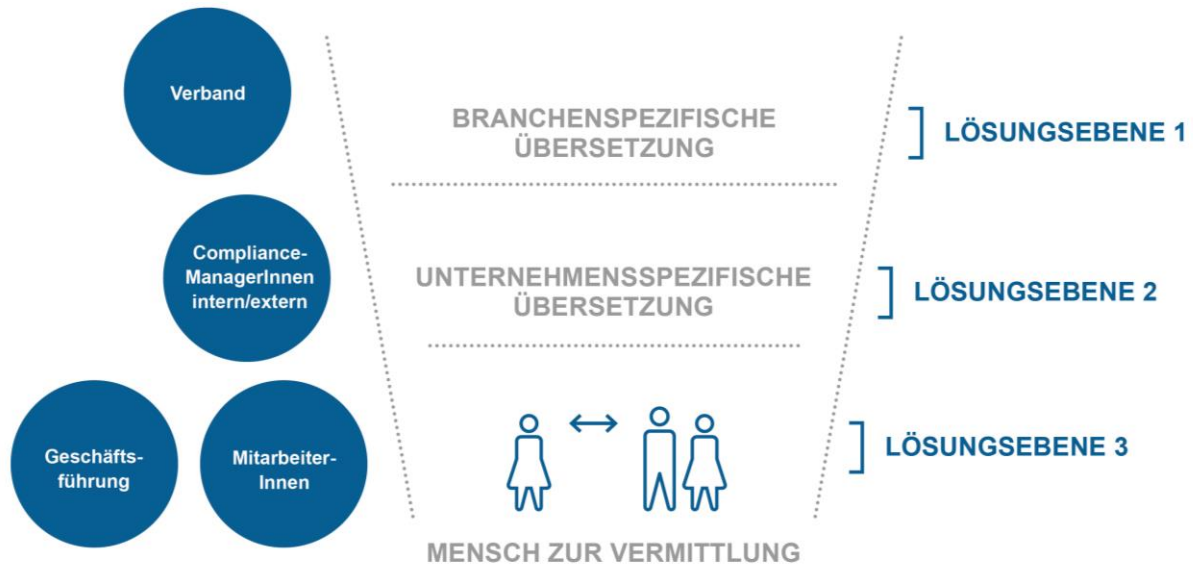 Verband
BRANCHENSPEZIFISCHE
ÜBERSETZUNG
LÖSUNGSEBENE 1
Compliance-
ManagerInnen
intern/extern
UNTERNEHMENSSPEZIFISCHE
ÜBERSETZUNG
LÖSUNGSEBENE 2
Geschäfts-
führung
Mitarbeiter-
Innen
LÖSUNGSEBENE 3
MENSCH ZUR VERMITTLUNG